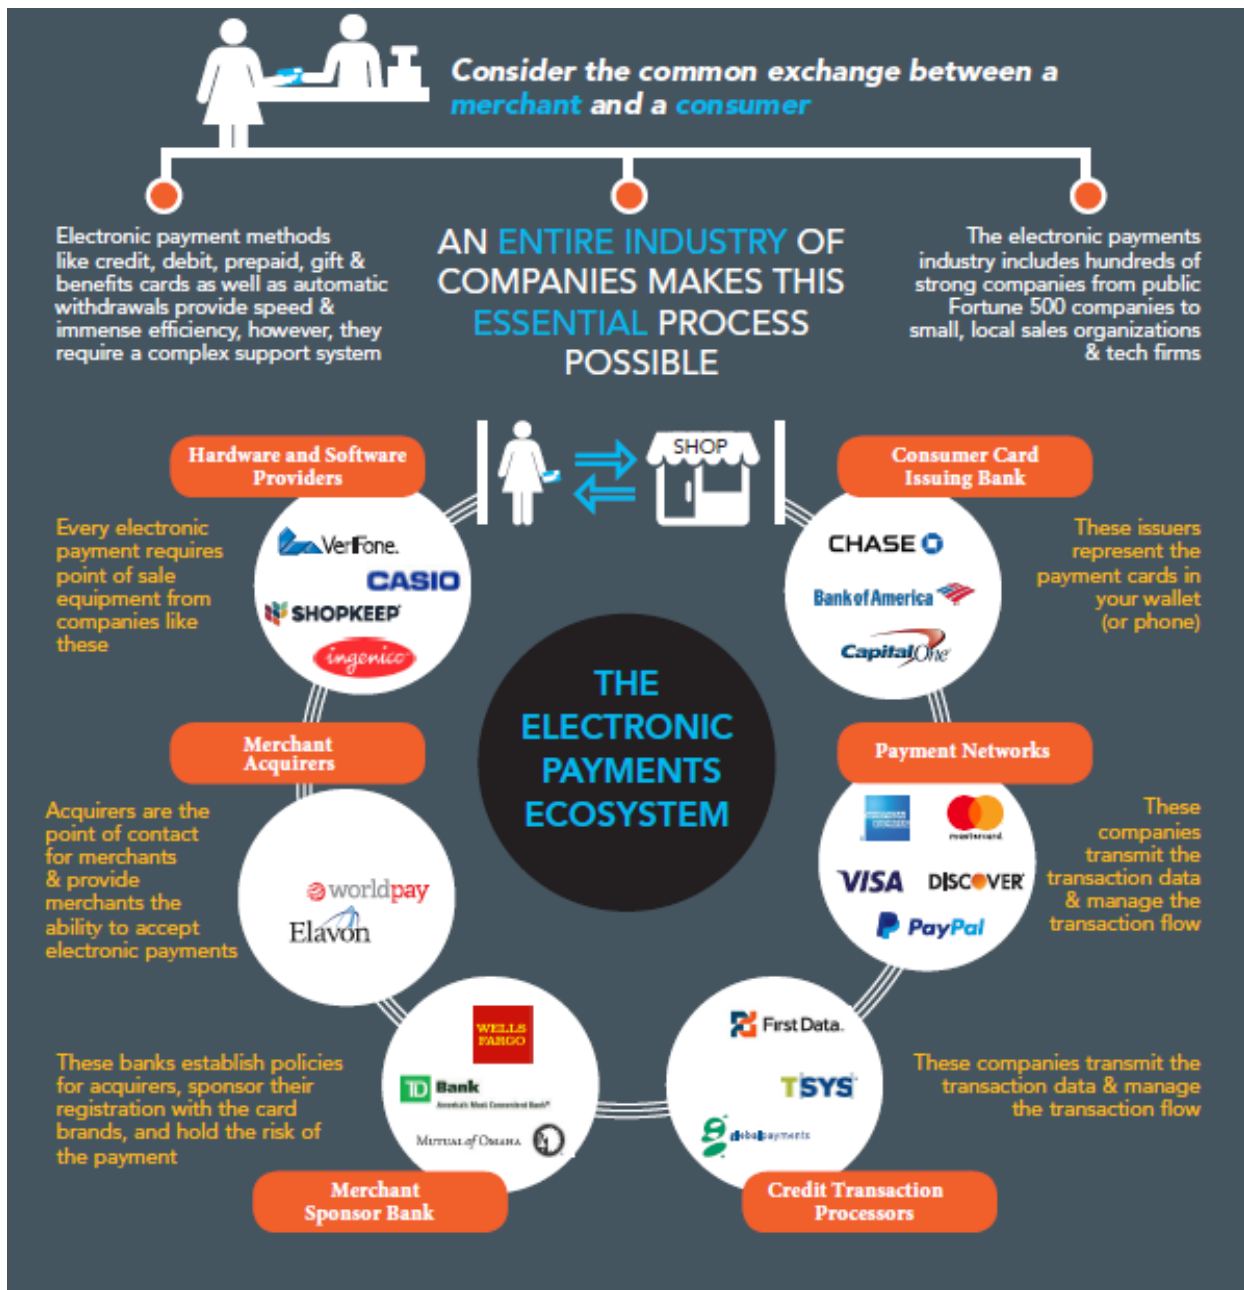 Consider the common exchange between a
merchant and a consumer
Electronic payment methods
like credit, debit, prepaid, gift &
benefits cards as well as automatic
withdrawals provide speed &
immense efficiency, however, they
require a complex support system
AN ENTIRE INDUSTRY OF
COMPANIES MAKES THIS
ESSENTIAL PROCESS
POSSIBLE
The electronic payments
industry includes hundreds of
strong companies from public
Fortune 500 companies to
small, local sales organizations
& tech firms
SHOP
Hardware and Software
Providers
Every electronic
payment requires
point of sale
equipment from
companies like
these
VeriFone.
CASIO
SHOPKEEP
ingenico
Consumer Card
Issuing Bank
CHASE
Bank of America
Capital One
These issuers
represent the
payment cards in
your wallet
(or phone)
THE
ELECTRONIC
PAYMENTS
ECOSYSTEM
Merchant
Acquirers
Acquirers are the
point of contact
for merchants
& provide
merchants the
ability to accept
electronic payments
worldpay
Elavon
Payment Networks
AMERICAN EXPRESS
mastercard
VISA
DISCOVER
PayPal
These
companies
transmit the
transaction data
& manage the
transaction flow
These banks establish policies
for acquirers, sponsor their
registration with the card
brands, and hold the risk of
the payment
WELLS
FARGO
TD Bank
America's Most Convenient Bank®
MUTUAL of OMAHA
Merchant
Sponsor Bank
First Data.
TSYS
globalpayments
These companies transmit the
transaction data & manage
the transaction flow
Credit Transaction
Processors